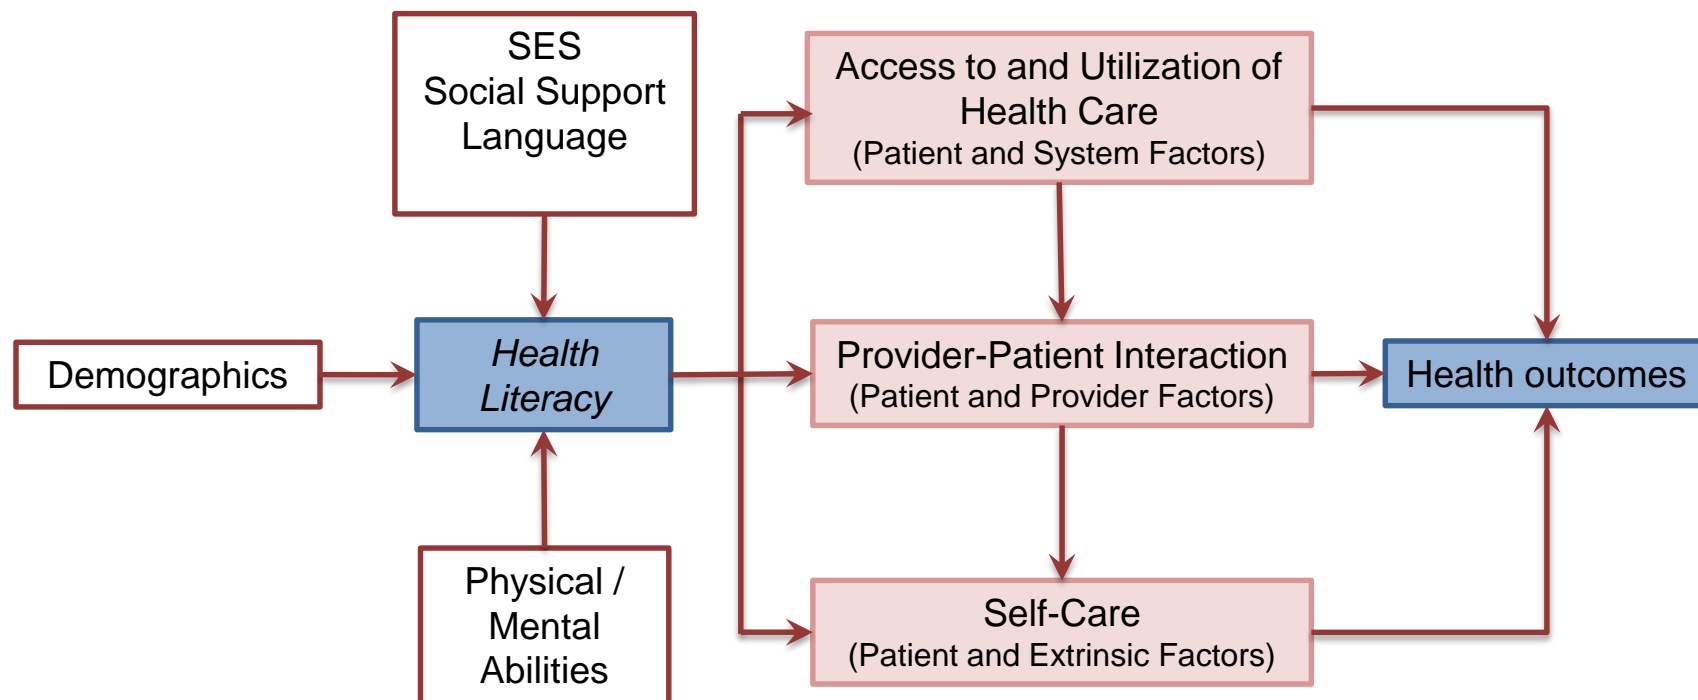 SES
Social Support
Language
Access to and Utilization of
Health Care
(Patient and System Factors)
Demographics
Health
Literacy
Provider-Patient Interaction
(Patient and Provider Factors)
Health outcomes
Physical /
Mental
Abilities
Self-Care
(Patient and Extrinsic Factors)